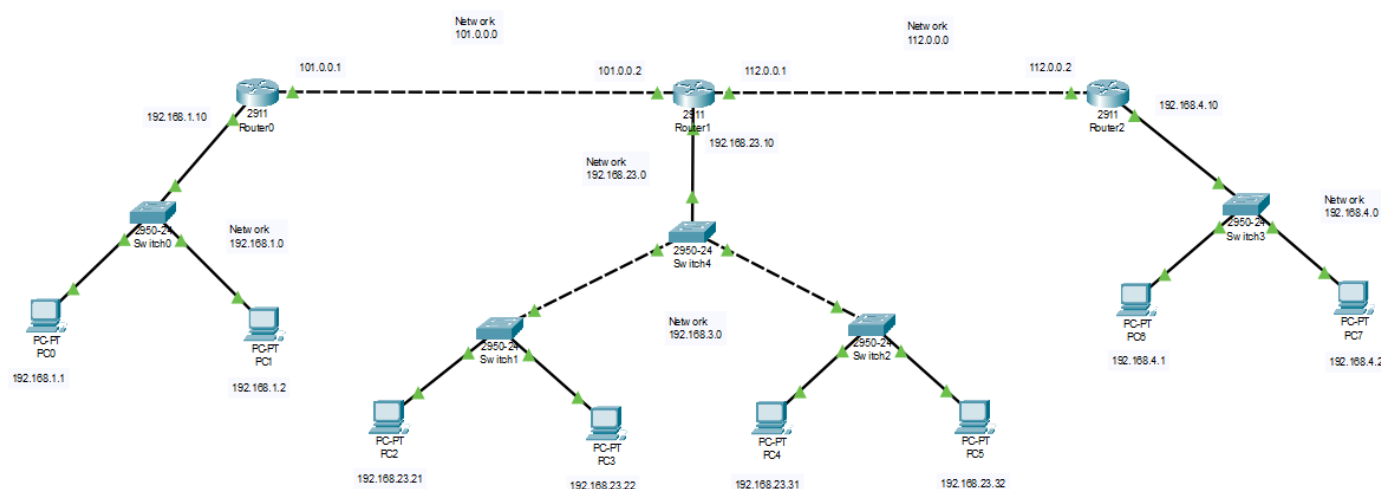 Network
101.0.0.0
Network
112.0.0.0
101.0.0.1
101.0.0.2
112.0.0.1
112.0.0.2
2911
Router0
2911
Router1
2911
Router2
192.168.1.10
192.168.23.10
192.168.4.10
Network
192.168.23.0
Network
192.168.4.0
2950-24
Switch0
Network
192.168.1.0
2950-24
Switch4
2950-24
Switch3
PC-PT
PC0
PC-PT
PC1
2950-24
Switch1
Network
192.168.3.0
2950-24
Switch2
PC-PT
PC6
PC-PT
PC7
192.168.1.1
192.168.1.2
192.168.4.1
192.168.4.2
PC-PT
PC2
PC-PT
PC3
PC-PT
PC4
PC-PT
PC5
192.168.23.21
192.168.23.22
192.168.23.31
192.168.23.32